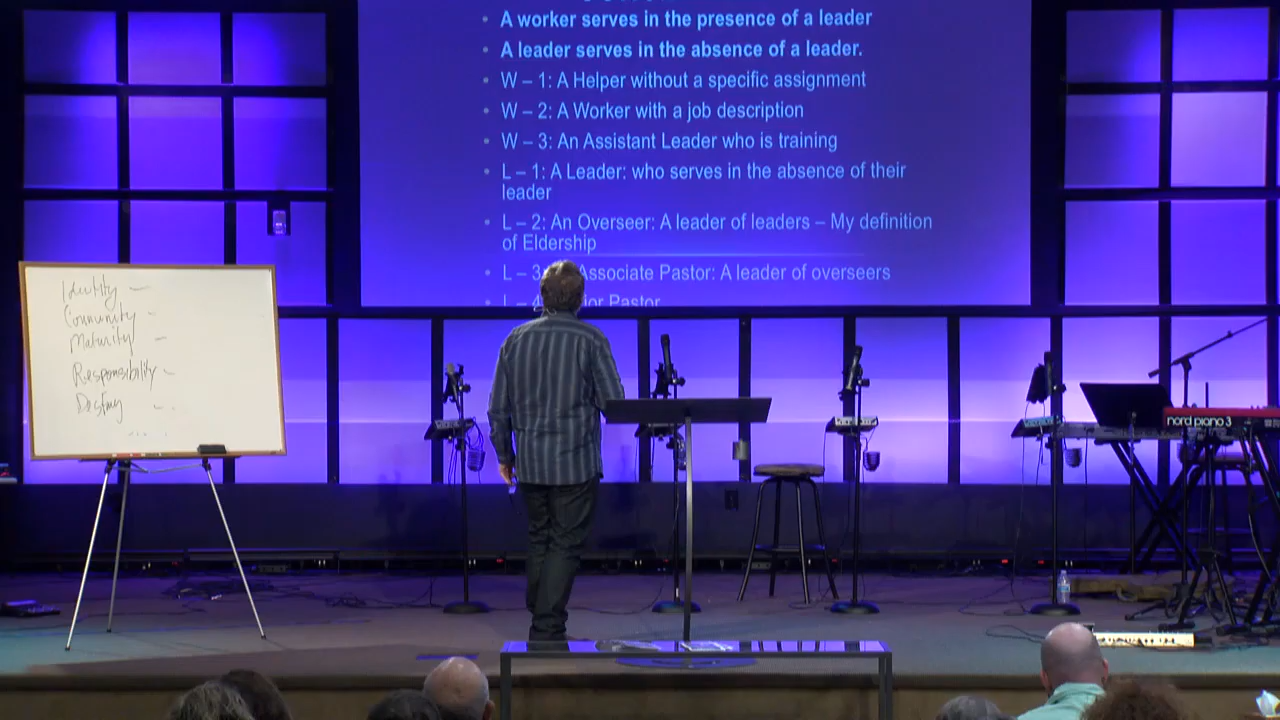 A worker serves in the presence of a leader
A leader serves in the absence of a leader.
W – 1: A Helper without a specific assignment
W – 2: A Worker with a job description
W – 3: An Assistant Leader who is training
L – 1: A Leader: who serves in the absence of their
leader
L – 2: An Overseer: A leader of leaders – My definition
of Eldership
L – 3 Associate Pastor: A leader of overseers
L – Pastor
Identity –
Community -
Maturity –
Responsibility -
Destiny
nord piano 3